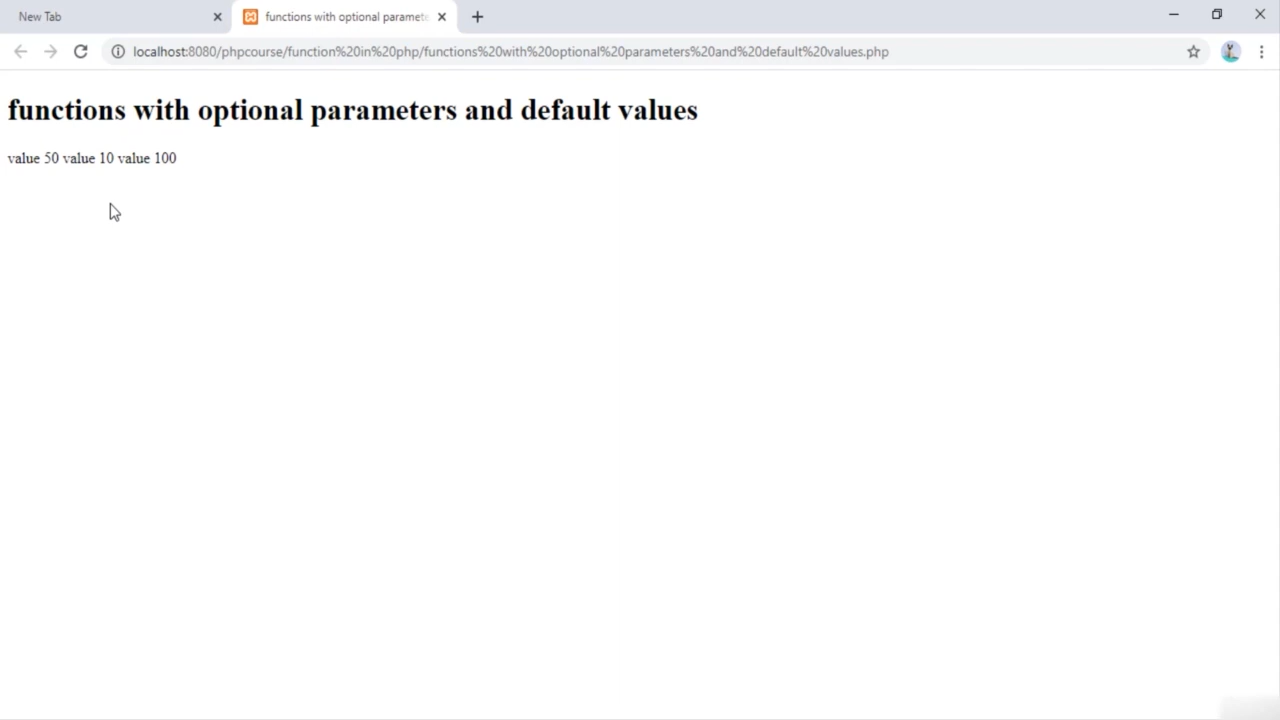 New Tab
functions with optional paramete
localhost:8080/phpcourse/function%20in%20php/functions%20with%20optional%20parameters%20and%20default%20values.php
functions with optional parameters and default values
value 50 value 10 value 100